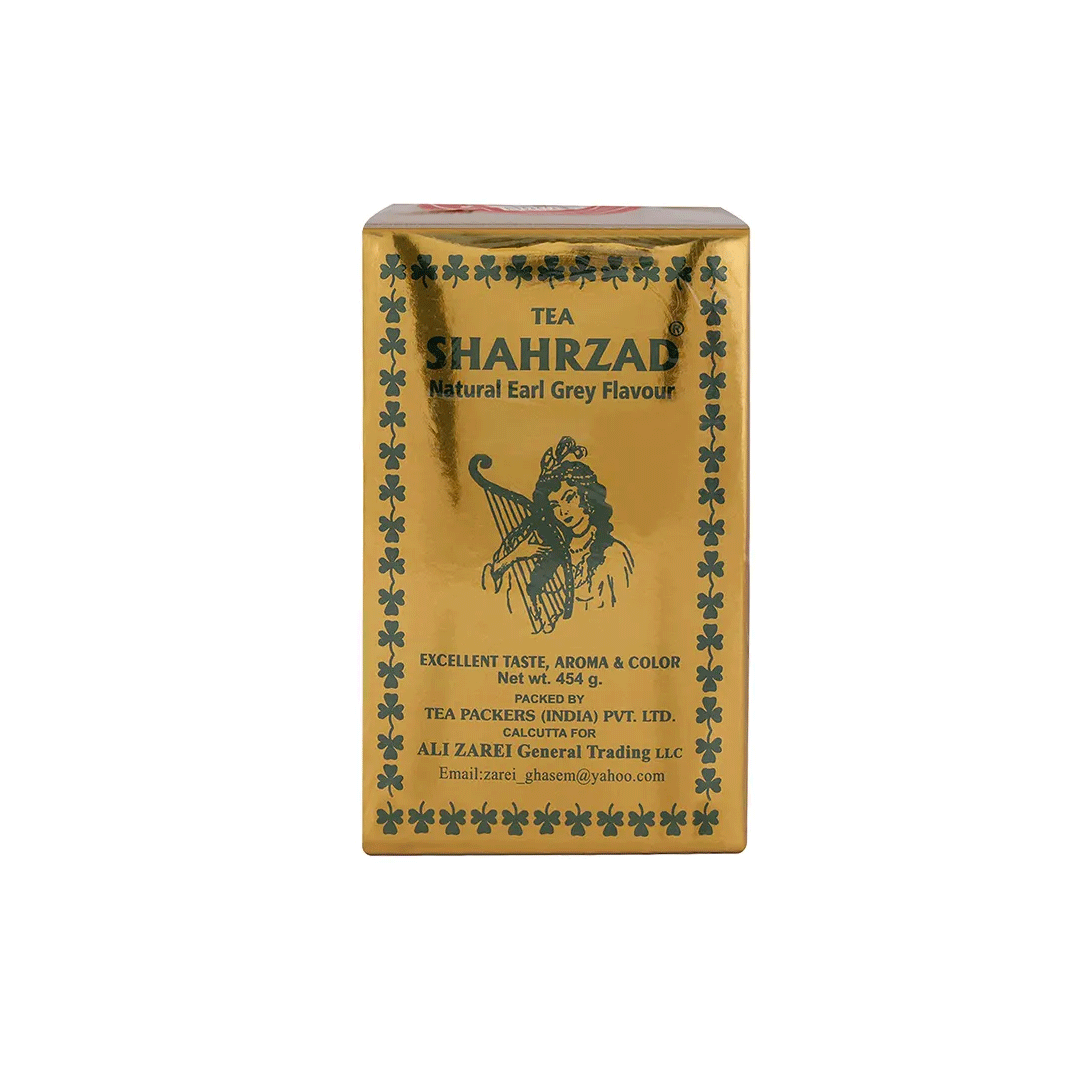 TEA
SHAHRZAD®
Natural Earl Grey Flavour
EXCELLENT TASTE, AROMA & COLOR
Net wt. 454 g.
PACKED BY
TEA PACKERS (INDIA) PVT. LTD.
CALCUTTA FOR
ALI ZAREI General Trading LLC
Email:zarei_ghasem@yahoo.com